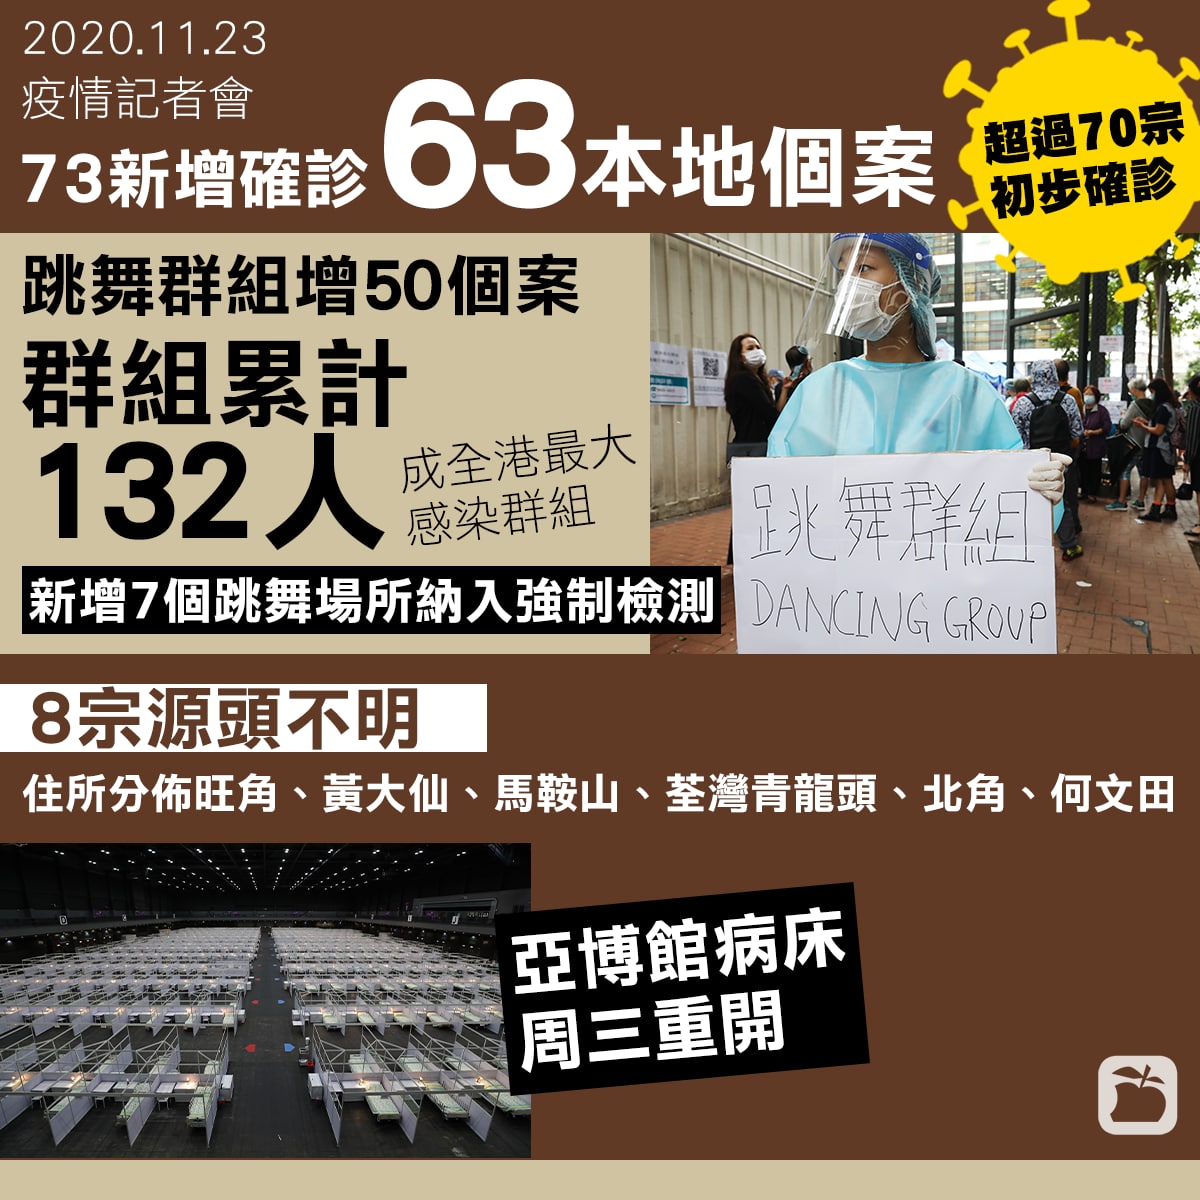 2020.11.23
疫情記者會
73新增確診63本地個案
超過70宗
初步確診
跳舞群組增50個案
群組累計
132人
成全港最大
感染群組
新增7個跳舞場所納入強制檢測
跳舞群組
DANCING GROUP
8宗源頭不明
住所分佈旺角、黃大仙、馬鞍山、荃灣青龍頭、北角、何文田
亞博館病床
周三重開